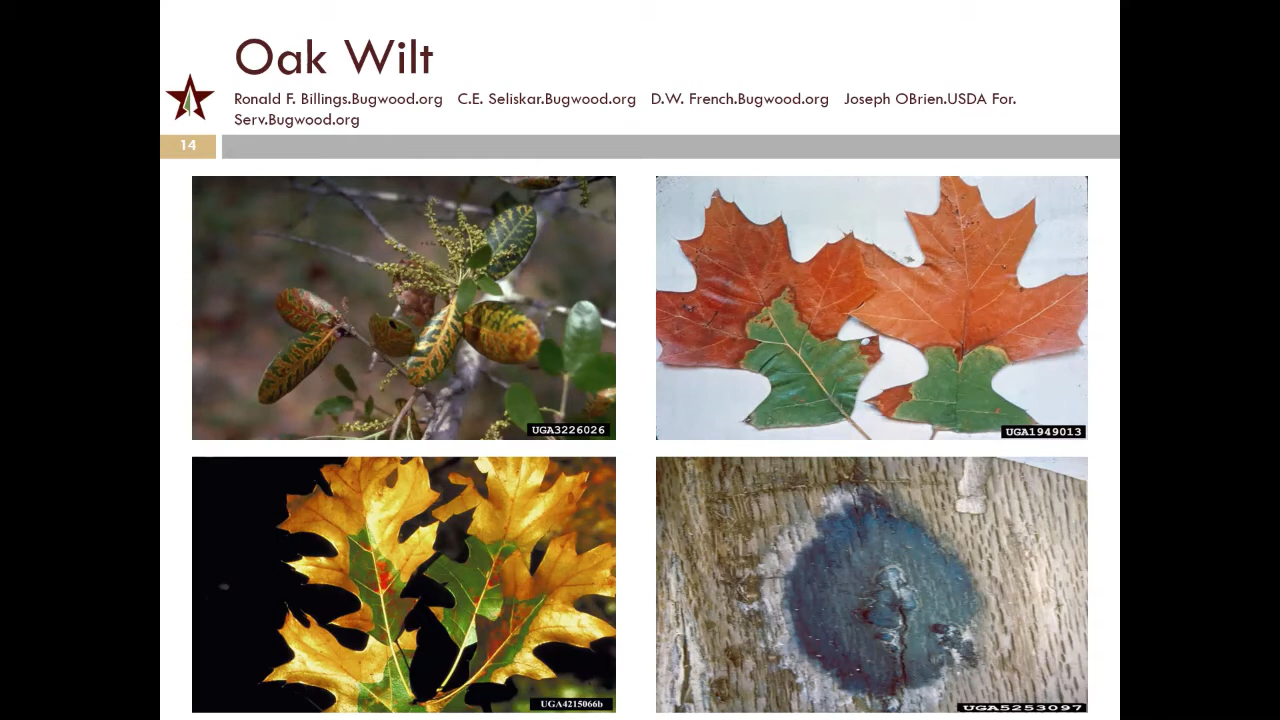 Oak Wilt
Ronald F. Billings.Bugwood.org C.E. Seliskar.Bugwood.org D.W. French.Bugwood.org Joseph OBrien.USDA For.
Serv.Bugwood.org
14
UGA3226026
UGA1949013
UGA4215066b
UGA5253097